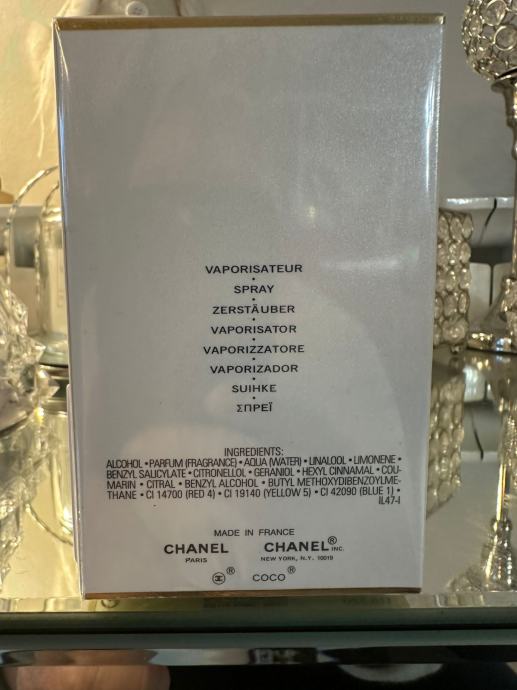 VAPORISATEUR
•
SPRAY
•
ZERSTÄUBER
•
VAPORISATOR
•
VAPORIZZATORE
•
VAPORIZADOR
•
SUIHKE
•
ΣΠΡΕΪ
INGREDIENTS:
ALCOHOL • PARFUM (FRAGRANCE) • AQUA (WATER) • LINALOOL • LIMONENE •
BENZYL SALICYLATE • CITRONELLOL • GERANIOL • HEXYL CINNAMAL • COU-
MARIN • CITRAL • BENZYL ALCOHOL • BUTYL METHOXYDIBENZOYLME-
THANE • CI 14700 (RED 4) • CI 19140 (YELLOW 5) • CI 42090 (BLUE 1) •
IL47-I
MADE IN FRANCE
CHANEL CHANEL® INC.
PARIS NEW YORK, N.Y. 10019
® COCO®